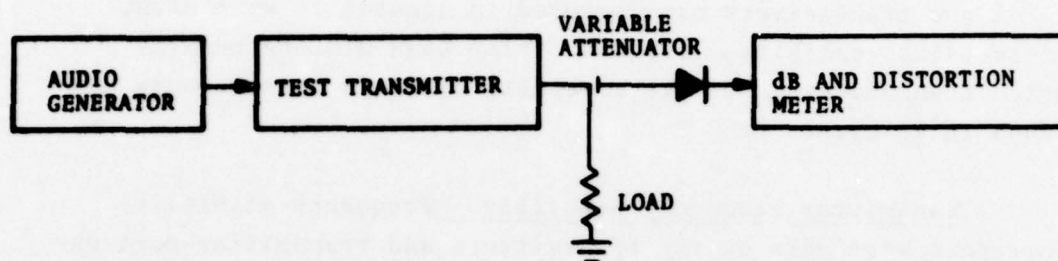 VARIABLE
ATTENUATOR
AUDIO
GENERATOR
TEST TRANSMITTER
dB AND DISTORTION
METER
LOAD